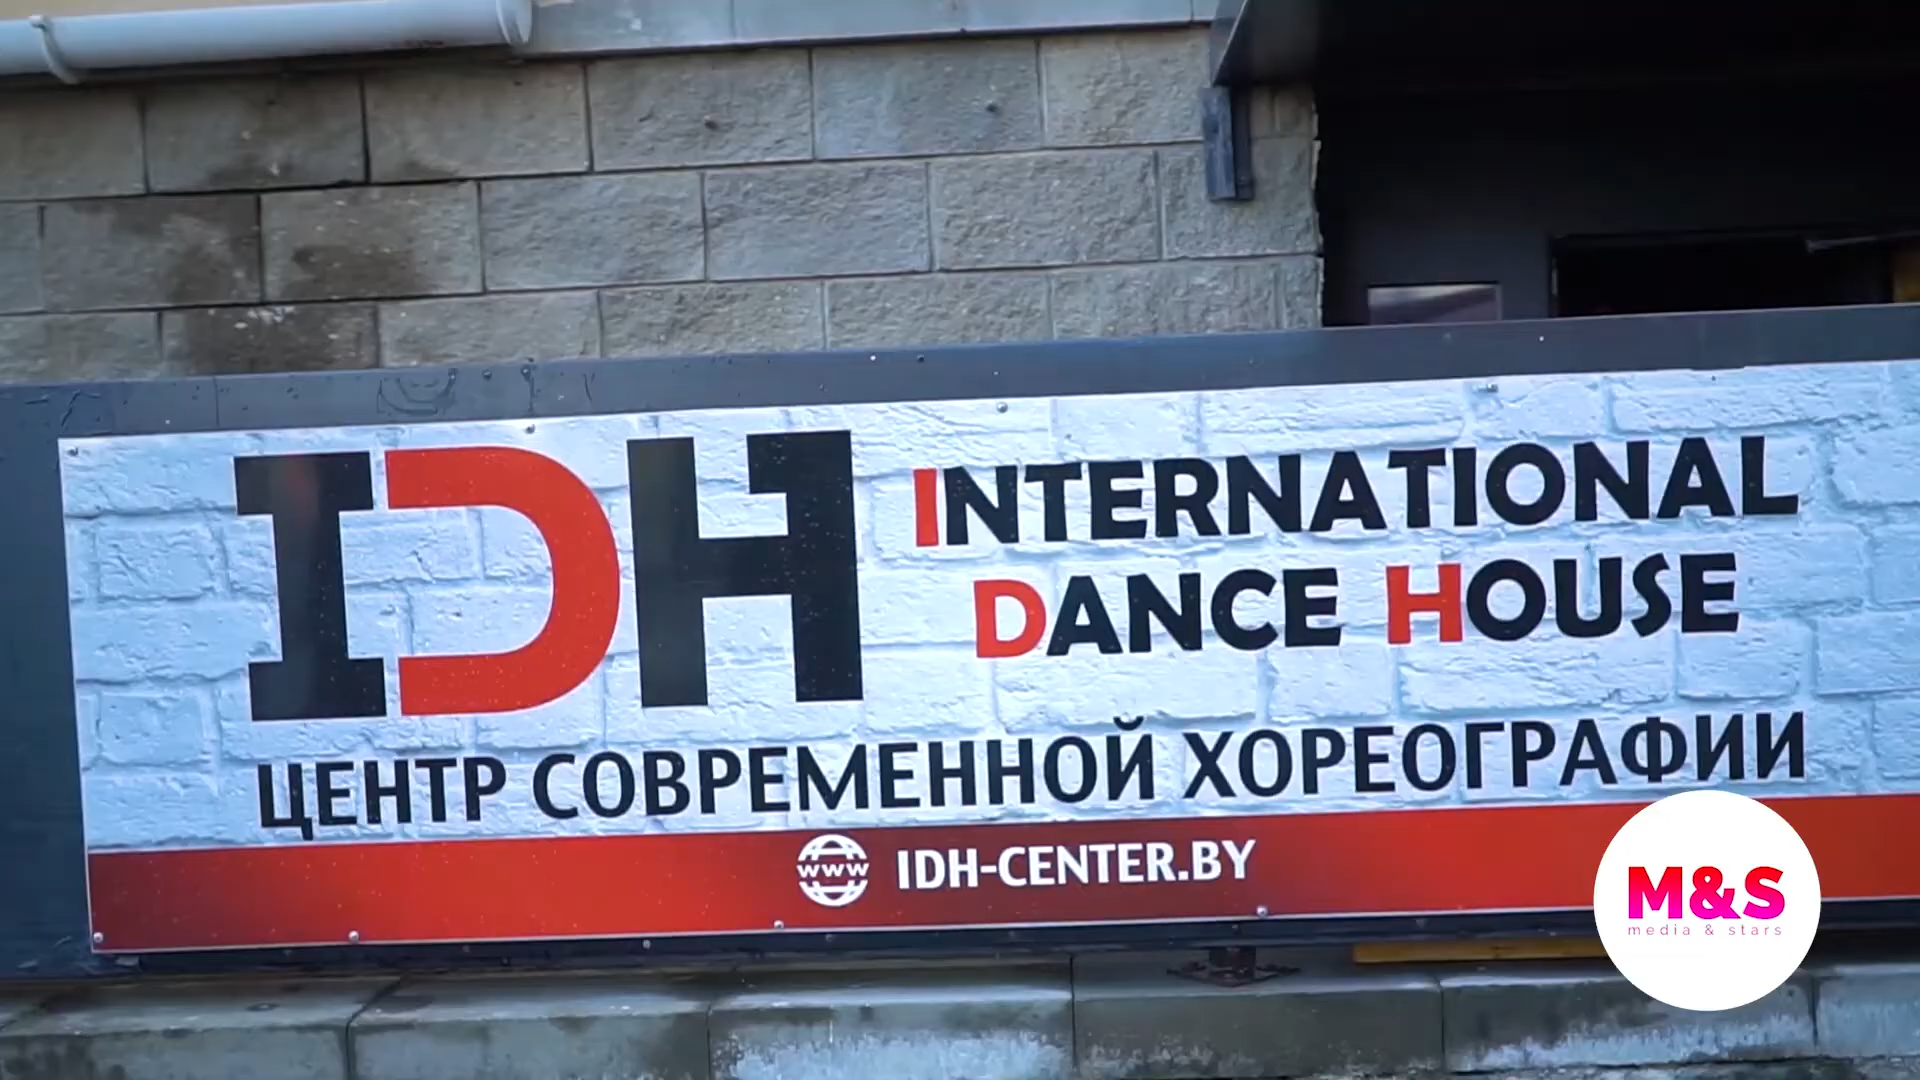 IDH
INTERNATIONAL
DANCE HOUSE
ЦЕНТР СОВРЕМЕННОЙ ХОРЕОГРАФИИ
WWW IDH-CENTER.BY
M&S
media & stars